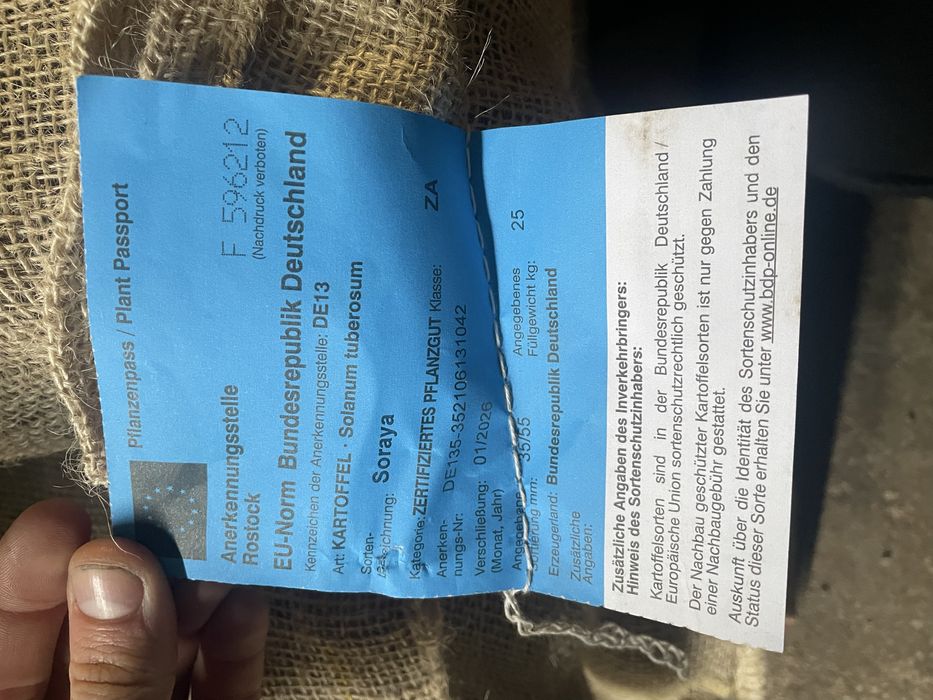 Pflanzenpass / Plant Passport
F 596212
(Nachdruck verboten)
Anerkennungsstelle
Rostock
EU-Norm Bundesrepublik Deutschland
Kennzeichen der Anerkennungsstelle: DE13
Art: KARTOFFEL · Solanum tuberosum
Sorten-
bezeichnung: Soraya
Kategorie: ZERTIFIZIERTES PFLANZGUT Klasse: ZA
Anerken-
nungs-Nr: DE135-3521061311042
Verschließung: 01/2026
(Monat, Jahr)
Angegebene Angegebenes
Sortierung mm: 35/55 Füllgewicht kg: 25
Erzeugerland: Bundesrepublik Deutschland
Zusätzliche
Angaben:
Zusätzliche Angaben des Inverkehrbringers:
Hinweis des Sortenschutzinhabers:
Kartoffelsorten sind in der Bundesrepublik Deutschland /
Europäische Union sortenschutzrechtlich geschützt.
Der Nachbau geschützter Kartoffelsorten ist nur gegen Zahlung
einer Nachbaugebühr gestattet.
Auskunft über die Identität des Sortenschutzinhabers und den
Status dieser Sorte erhalten Sie unter www.bdp-online.de